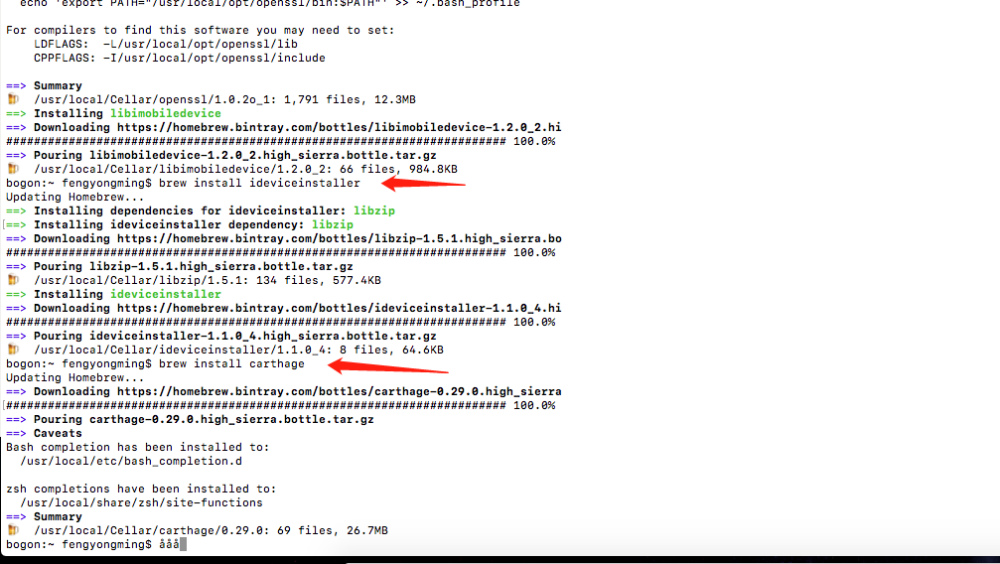 echo 'export PATH="/usr/local/opt/openssl/bin:$PATH"' >> ~/.bash_profile
For compilers to find this software you may need to set:
LDFLAGS:  -L/usr/local/opt/openssl/lib
CPPFLAGS: -I/usr/local/opt/openssl/include
==> Summary
/usr/local/Cellar/openssl/1.0.2o_1: 1,791 files, 12.3MB
==> Installing libimobiledevice
==> Downloading https://homebrew.bintray.com/bottles/libimobiledevice-1.2.0_2.hi
######################################################################## 100.0%
==> Pouring libimobiledevice-1.2.0_2.high_sierra.bottle.tar.gz
/usr/local/Cellar/libimobiledevice/1.2.0_2: 66 files, 984.8KB
bogon:~ fengyongming$ brew install ideviceinstaller
Updating Homebrew...
==> Installing dependencies for ideviceinstaller: libzip
[==> Installing ideviceinstaller dependency: libzip
==> Downloading https://homebrew.bintray.com/bottles/libzip-1.5.1.high_sierra.bo
######################################################################## 100.0%
==> Pouring libzip-1.5.1.high_sierra.bottle.tar.gz
/usr/local/Cellar/libzip/1.5.1: 134 files, 577.4KB
==> Installing ideviceinstaller
==> Downloading https://homebrew.bintray.com/bottles/ideviceinstaller-1.1.0_4.hi
######################################################################## 100.0%
==> Pouring ideviceinstaller-1.1.0_4.high_sierra.bottle.tar.gz
/usr/local/Cellar/ideviceinstaller/1.1.0_4: 8 files, 64.6KB
bogon:~ fengyongming$ brew install carthage
Updating Homebrew...
==> Downloading https://homebrew.bintray.com/bottles/carthage-0.29.0.high_sierra
[######################################################################## 100.0%
==> Pouring carthage-0.29.0.high_sierra.bottle.tar.gz
==> Caveats
Bash completion has been installed to:
/usr/local/etc/bash_completion.d
zsh completions have been installed to:
/usr/local/share/zsh/site-functions
==> Summary
/usr/local/Cellar/carthage/0.29.0: 69 files, 26.7MB
bogon:~ fengyongming$ ååå